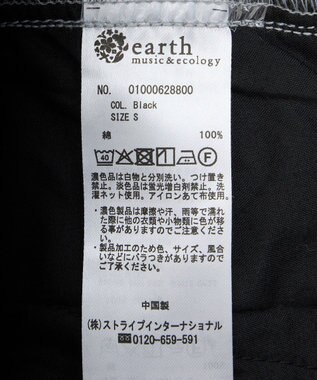 earth
music&ecology
NO. 01000628800
COL. Black
SIZE S
綿 100%
40
濃色品は白物と分別洗い。つけ置き
禁止。淡色品は蛍光増白剤禁止。洗
濯ネット使用。アイロンあて布使用。
・濃色製品は摩擦や汗、雨等で濡れ
た際に他の衣類や小物類に色が移
る事がありますのでご注意くださ
い。
・製品加工のため色、サイズ、風合
いなどにバラつきがありますので
ご了承ください。
中国製
(株)ストライプインターナショナル
0120-659-591